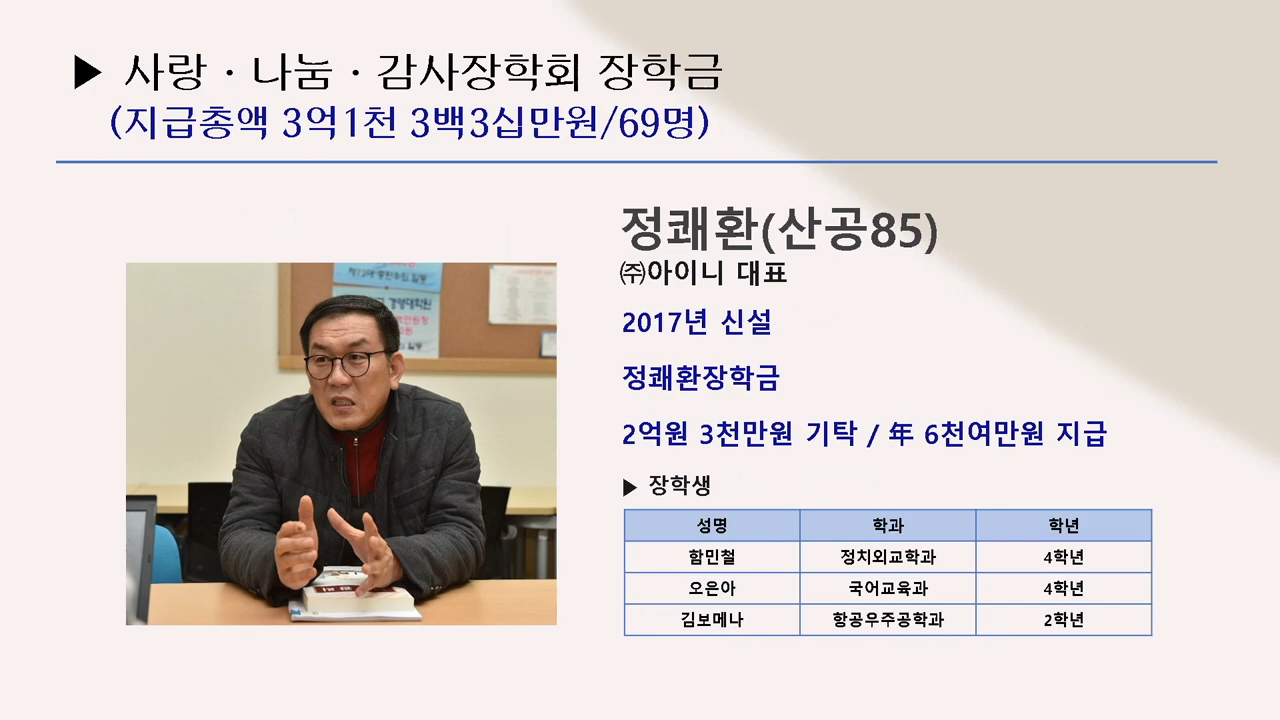 ▶ 사랑 · 나눔 · 감사장학회 장학금
(지급총액 3억1천 3백3십만원/69명)
정쾌환(산공85)
㈜아이니 대표
2017년 신설
정쾌환장학금
2억원 3천만원 기탁 / 年 6천여만원 지급
▶ 장학생
성명 학과 학년
함민철 정치외교학과 4학년
오은아 국어교육과 4학년
김보메나 항공우주공학과 2학년
경영대학원